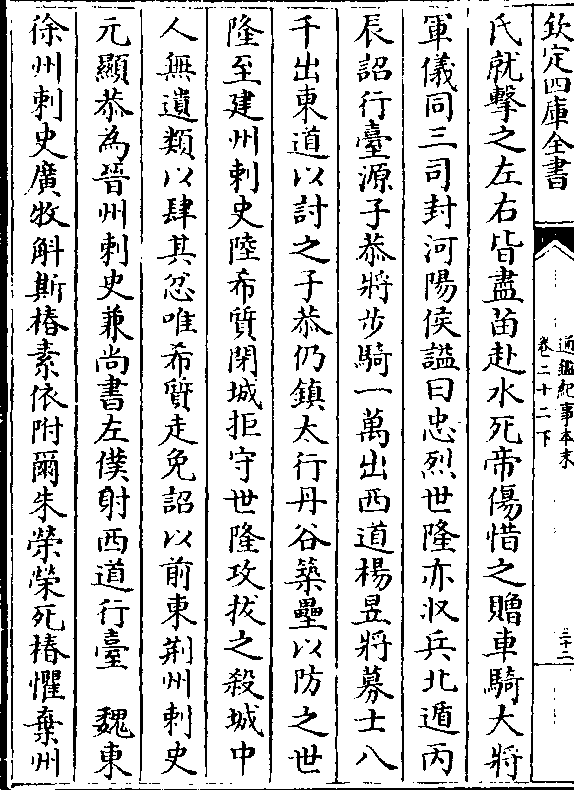 欽定四庫全書
通鑑紀事本末
卷二十二下
三十二
氏就擊之左右皆盡苗赴水死帝傷惜之贈車騎大將
軍儀同三司封河陽侯謚曰忠烈世隆亦收兵北遁丙
辰詔行臺源子恭將步騎一萬出西道楊昱將募士八
千出東道以討之子恭仍鎮太行丹谷築壘以防之世
隆至建州刺史陸希質閉城拒守世隆攻拔之殺城中
人無遺類以肆其忿唯希質走免詔以前東荆州刺史
元顯恭為晉州刺史兼尚書左僕射西道行臺 魏東
徐州刺史廣牧斛斯椿素依附爾朱榮榮死椿懼棄州